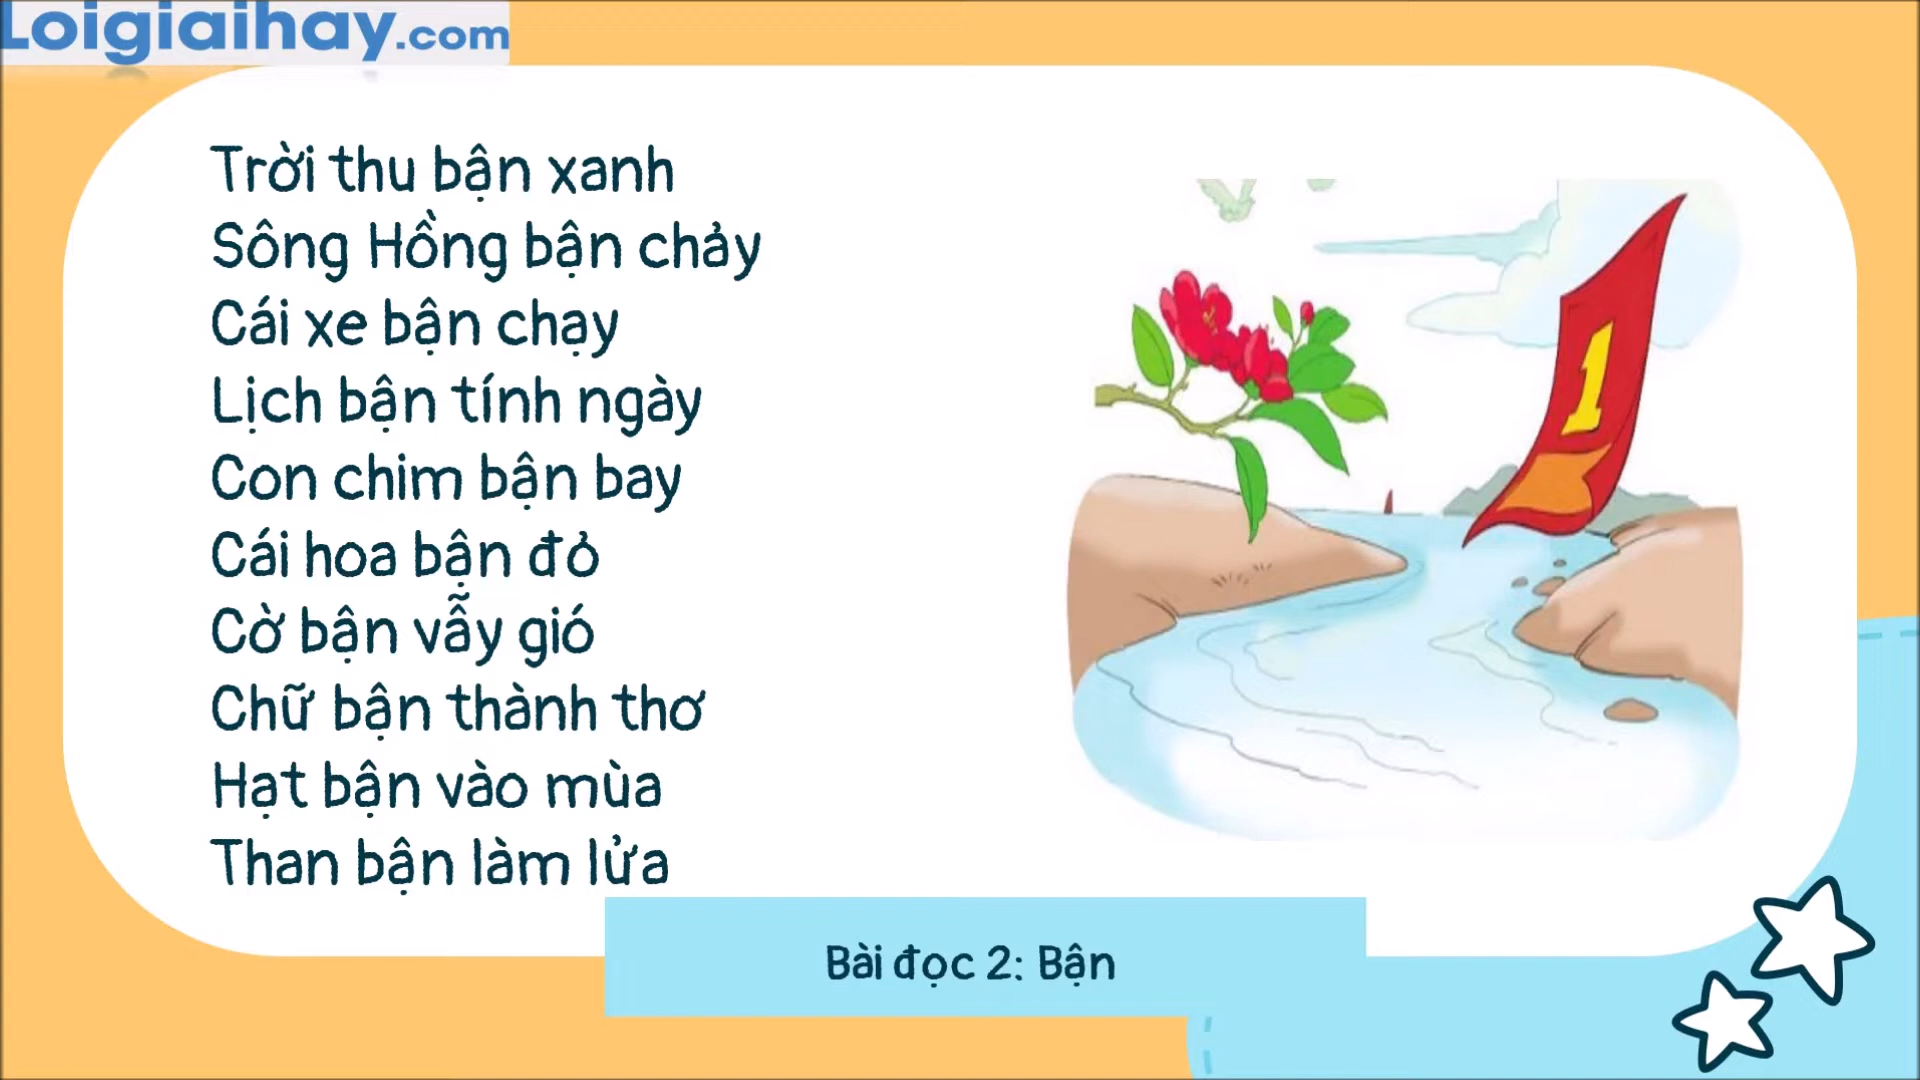 Loigiaihay.com
Trời thu bận xanh
Sông Hồng bận chảy
Cái xe bận chạy
Lịch bận tính ngày
Con chim bận bay
Cái hoa bận đỏ
Cờ bận vẫy gió
Chữ bận thành thơ
Hạt bận vào mùa
Than bận làm lửa
1
Bài đọc 2: Bận